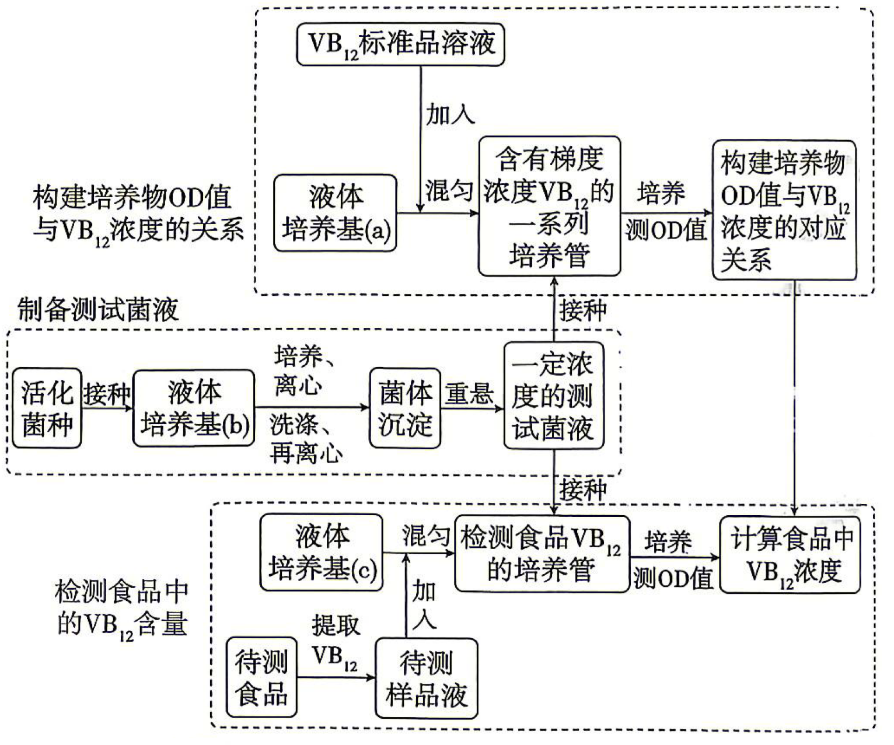 VB₁₂标准品溶液
加入
构建培养物OD值
与VB₁₂浓度的关系
液体
培养基(a)
混匀
含有梯度
浓度VB₁₂的
一系列
培养管
培养
测OD值
构建培养物
OD值与VB₁₂
浓度的对应
关系
制备测试菌液
接种
活化
菌种
接种
液体
培养基(b)
培养、
离心
洗涤、
再离心
菌体
沉淀
重悬
一定浓
度的测
试菌液
接种
检测食品中
的VB₁₂含量
液体
培养基(c)
混匀
加
入
检测食品VB₁₂
的培养管
培养
测OD值
计算食品中
VB₁₂浓度
待测
食品
提取
VB₁₂
待测
样品液